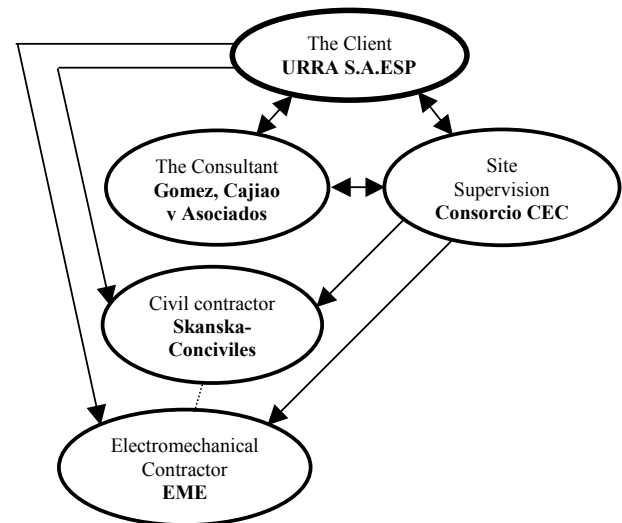 The Client
URRA S.A.ESP
The Consultant
Gomez, Cajiao
v Asociados
Site
Supervision
Consorcio CEC
Civil contractor
Skanska-
Conciviles
Electromechanical
Contractor
EME